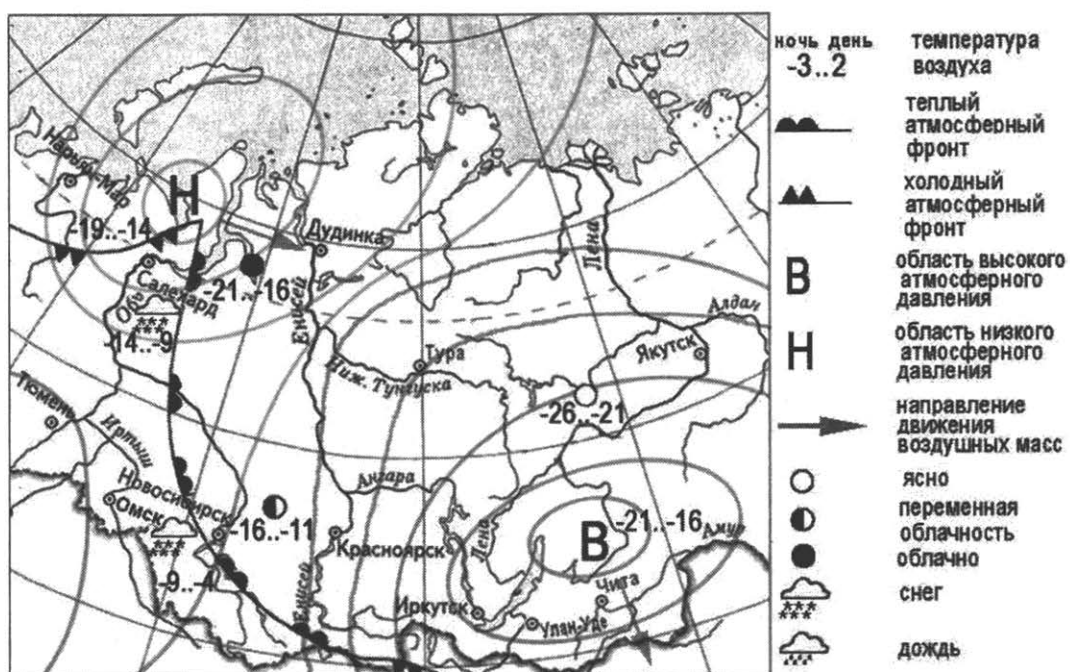 Нарьян-Мар
Н
-19..-14
Дудинка
Салехард
-21..-16
Обь
-14..-9
Енисей
Лена
Алдан
Якутск
Тура
Ниж. Тунгуска
-26..-21
Тюмень
Иртыш
Новосибирск
Омск
-16..-11
-9..-4
Ангара
Красноярск
Енисей
Лена
В
-21..-16
Амур
Чита
Иркутск
Улан-Уде
ночь день
-3..2
температура
воздуха
теплый
атмосферный
фронт
холодный
атмосферный
фронт
В
область высокого
атмосферного
давления
Н
область низкого
атмосферного
давления
направление
движения
воздушных масс
ясно
переменная
облачность
облачно
снег
дождь